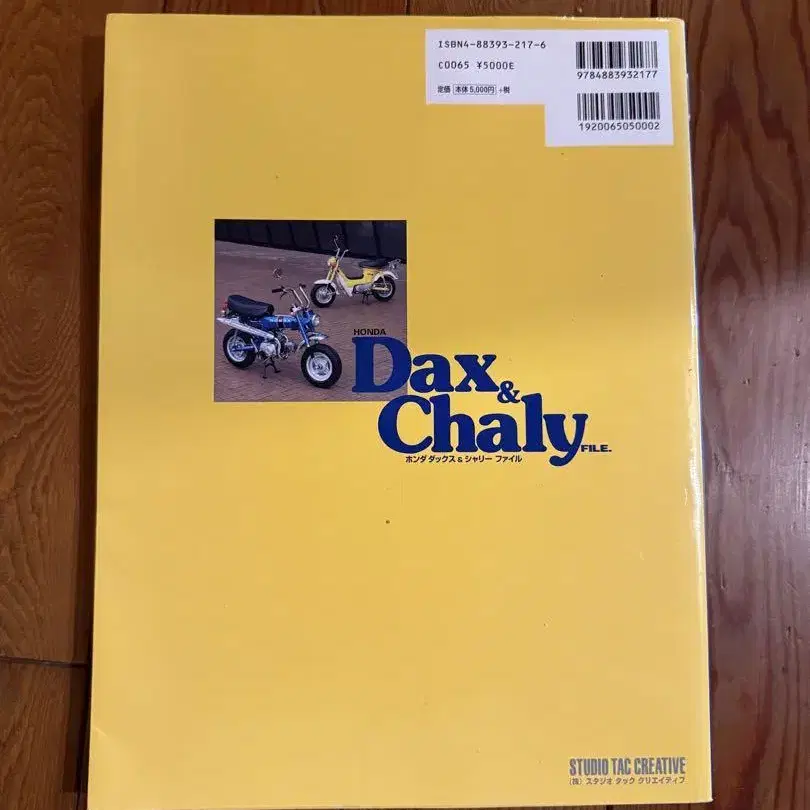 ISBN4-88393-217-6
C0065 ¥5000E
定価 本体5,000円 +税
9784883932177
1920065050002
HONDA
Dax
&
Chaly FILE.
ホンダ ダックス & シャリー ファイル
STUDIO TAC CREATIVE
(株) スタジオ タック クリエイティブ